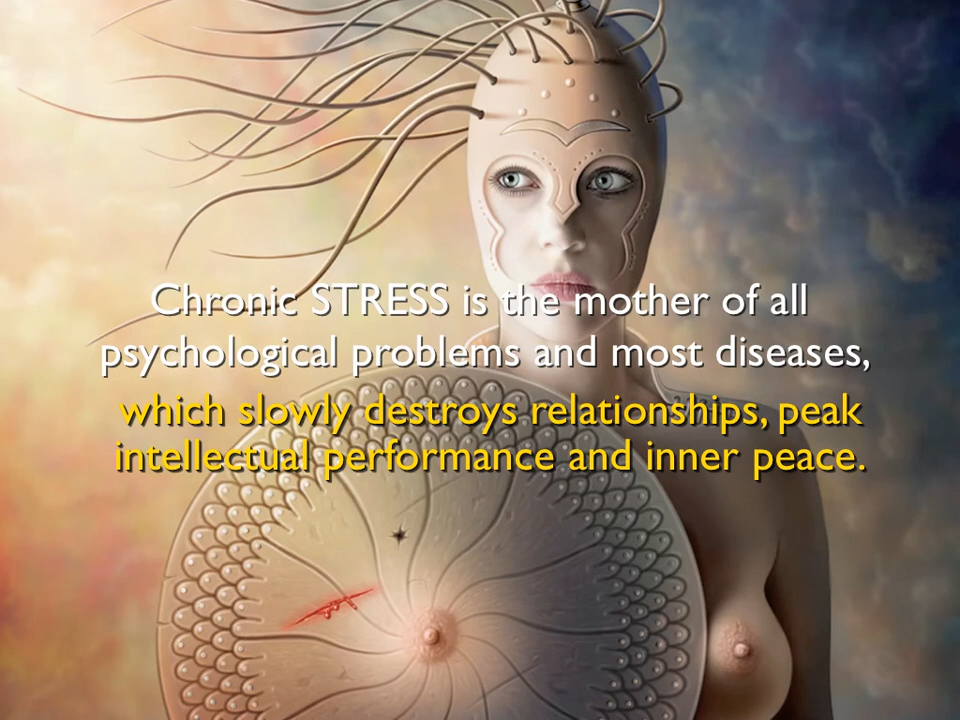 Chronic STRESS is the mother of all
psychological problems and most diseases,
which slowly destroys relationships, peak
intellectual performance and inner peace.